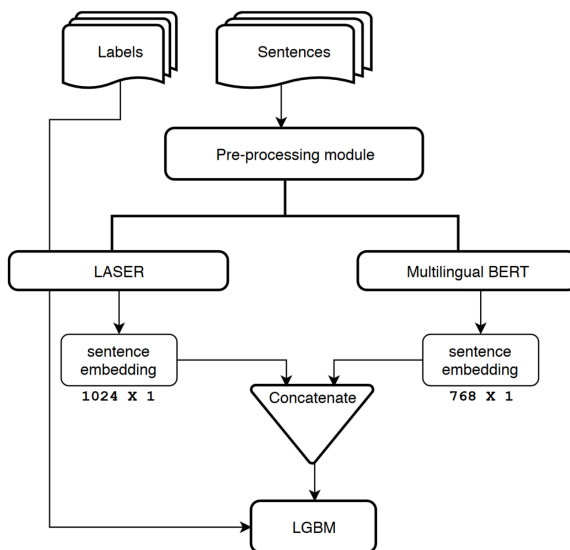 Labels
Sentences
Pre-processing module
LASER
Multilingual BERT
sentence
embedding
1024 X 1
sentence
embedding
768 X 1
Concatenate
LGBM